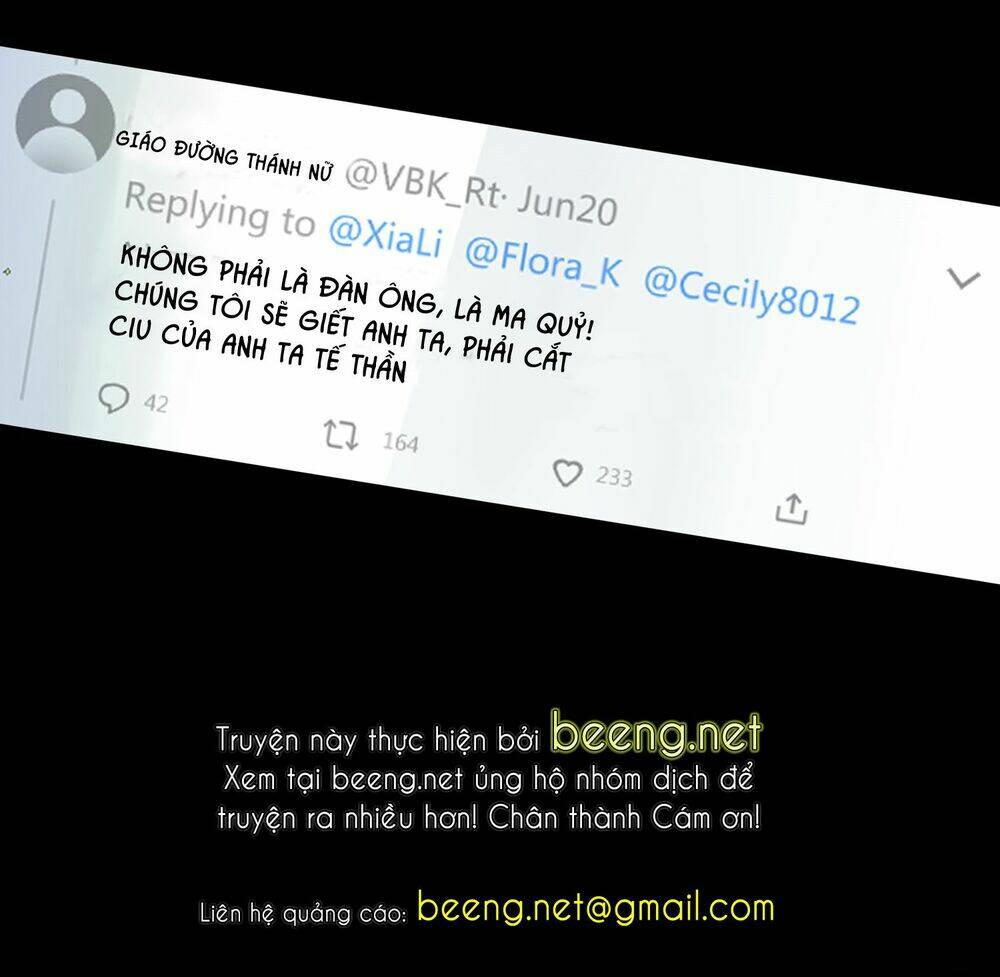 GIÁO ĐƯỜNG THÁNH NỮ @VBK_Rt· Jun20
Replying to @XiaLi @Flora_K @Cecily8012
KHÔNG PHẢI LÀ ĐÀN ÔNG, LÀ MA QUỶ!
CHÚNG TÔI SẼ GIẾT ANH TA, PHẢI CẮT
CIU CỦA ANH TA TẾ THẦN
42 164 233
Truyện này thực hiện bởi beeng.net
Xem tại beeng.net ủng hộ nhóm dịch để
truyện ra nhiều hơn! Chân thành Cám ơn!
Liên hệ quảng cáo: beeng.net@gmail.com